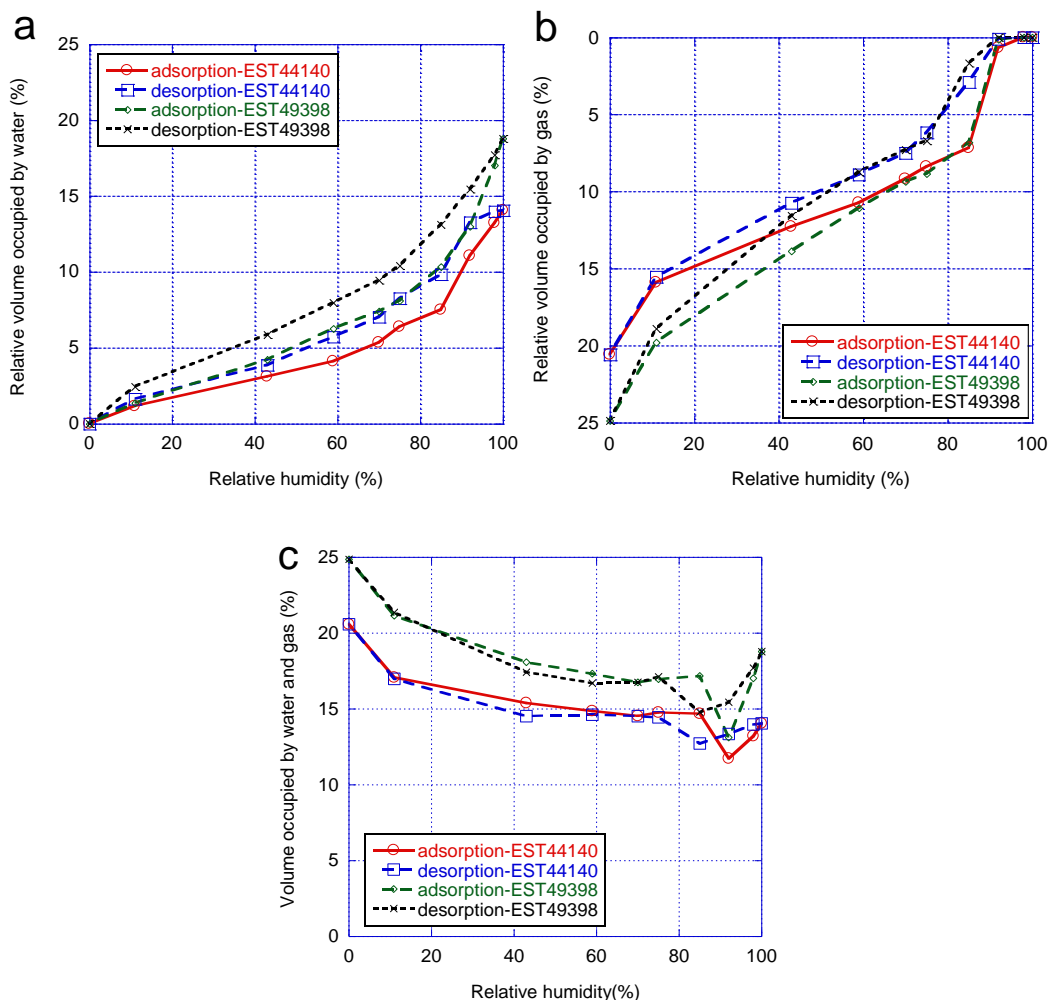 a
25
20
15
10
5
0
0 20 40 60 80 100
Relative volume occupied by water (%)
Relative humidity (%)
adsorption-EST44140
desorption-EST44140
adsorption-EST49398
desorption-EST49398
b
0
5
10
15
20
25
0 20 40 60 80 100
Relative volume occupied by gas (%)
Relative humidity (%)
adsorption-EST44140
desorption-EST44140
adsorption-EST49398
desorption-EST49398
c
25
20
15
10
5
0
0 20 40 60 80 100
Volume occupied by water and gas (%)
Relative humidity(%)
adsorption-EST44140
desorption-EST44140
adsorption-EST49398
desorption-EST49398